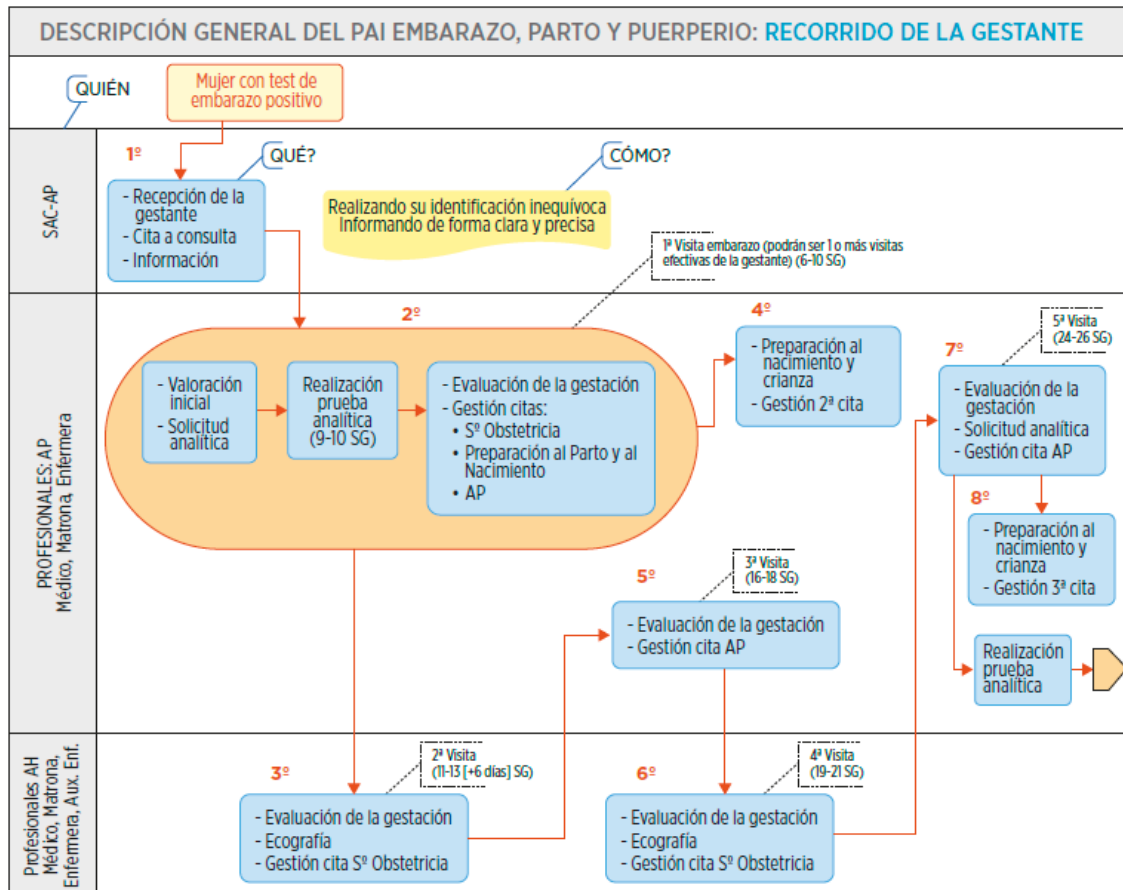 DESCRIPCIÓN GENERAL DEL PAI EMBARAZO, PARTO Y PUERPERIO: RECORRIDO DE LA GESTANTE
QUIÉN
Mujer con test de
embarazo positivo
SAC-AP
1º
QUÉ?
CÓMO?
- Recepción de la
gestante
- Cita a consulta
- Información
Realizando su identificación inequívoca
Informando de forma clara y precisa
1ª Visita embarazo (podrán ser 1 o más visitas
efectivas de la gestante) (6-10 SG)
PROFESIONALES: AP
Médico, Matrona, Enfermera
2º
- Valoración
inicial
- Solicitud
analítica
Realización
prueba
analítica
(9-10 SG)
- Evaluación de la gestación
- Gestión citas:
• Sº Obstetricia
• Preparación al Parto y al
Nacimiento
• AP
4º
- Preparación al
nacimiento y
crianza
- Gestión 2ª cita
5ª Visita
(24-26 SG)
7º
- Evaluación de la
gestación
- Solicitud analítica
- Gestión cita AP
8º
- Preparación al
nacimiento y
crianza
- Gestión 3ª cita
3ª Visita
(16-18 SG)
5º
- Evaluación de la gestación
- Gestión cita AP
Realización
prueba
analítica
Profesionales AH
Médico, Matrona,
Enfermera, Aux. Enf.
2ª Visita
(11-13 [+6 días] SG)
3º
- Evaluación de la gestación
- Ecografía
- Gestión cita Sº Obstetricia
4ª Visita
(19-21 SG)
6º
- Evaluación de la gestación
- Ecografía
- Gestión cita Sº Obstetricia